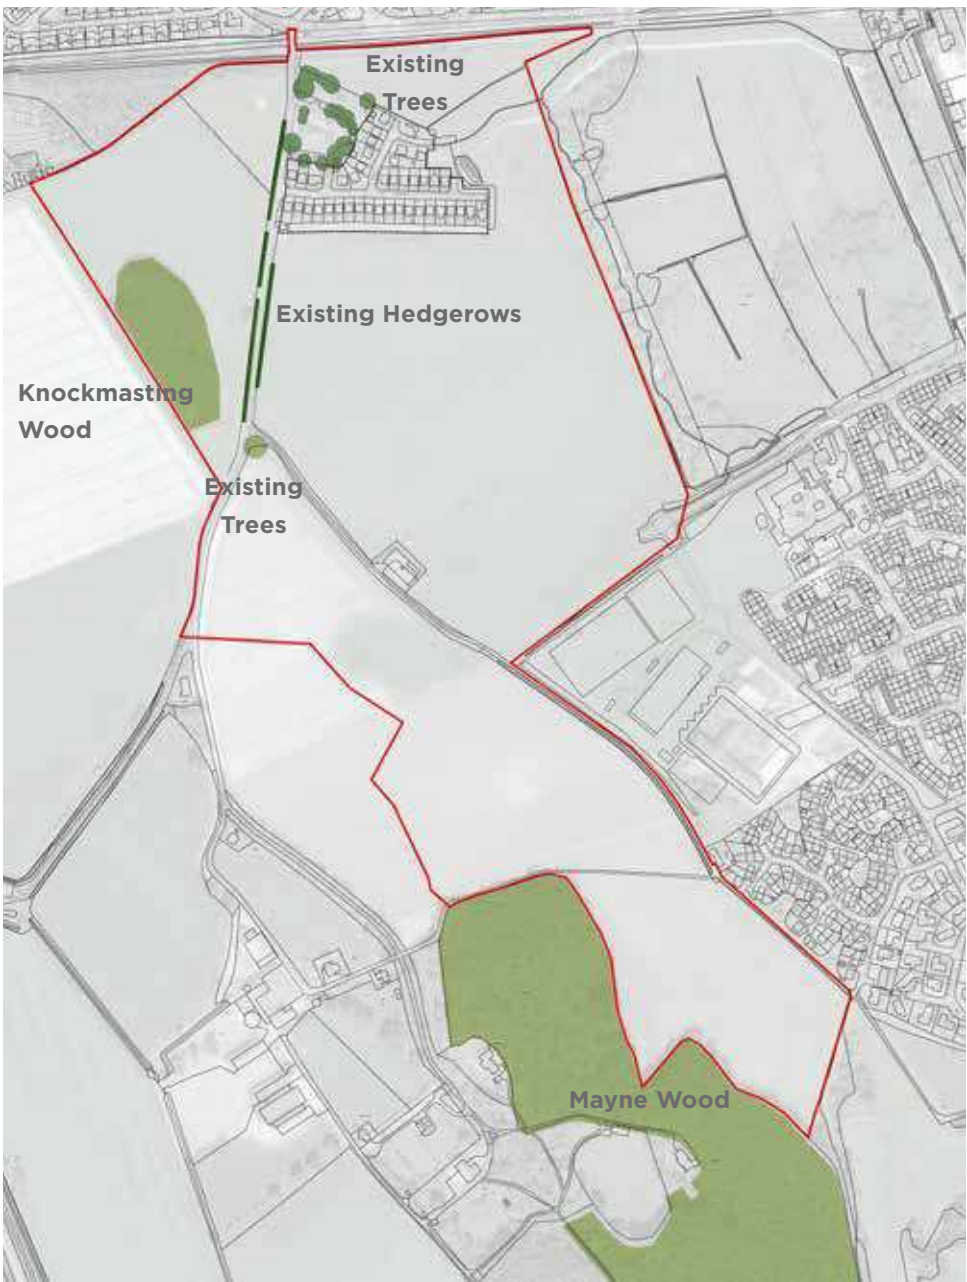 Existing
Trees
Existing Hedgerows
Knockmasting
Wood
Existing
Trees
Mayne Wood